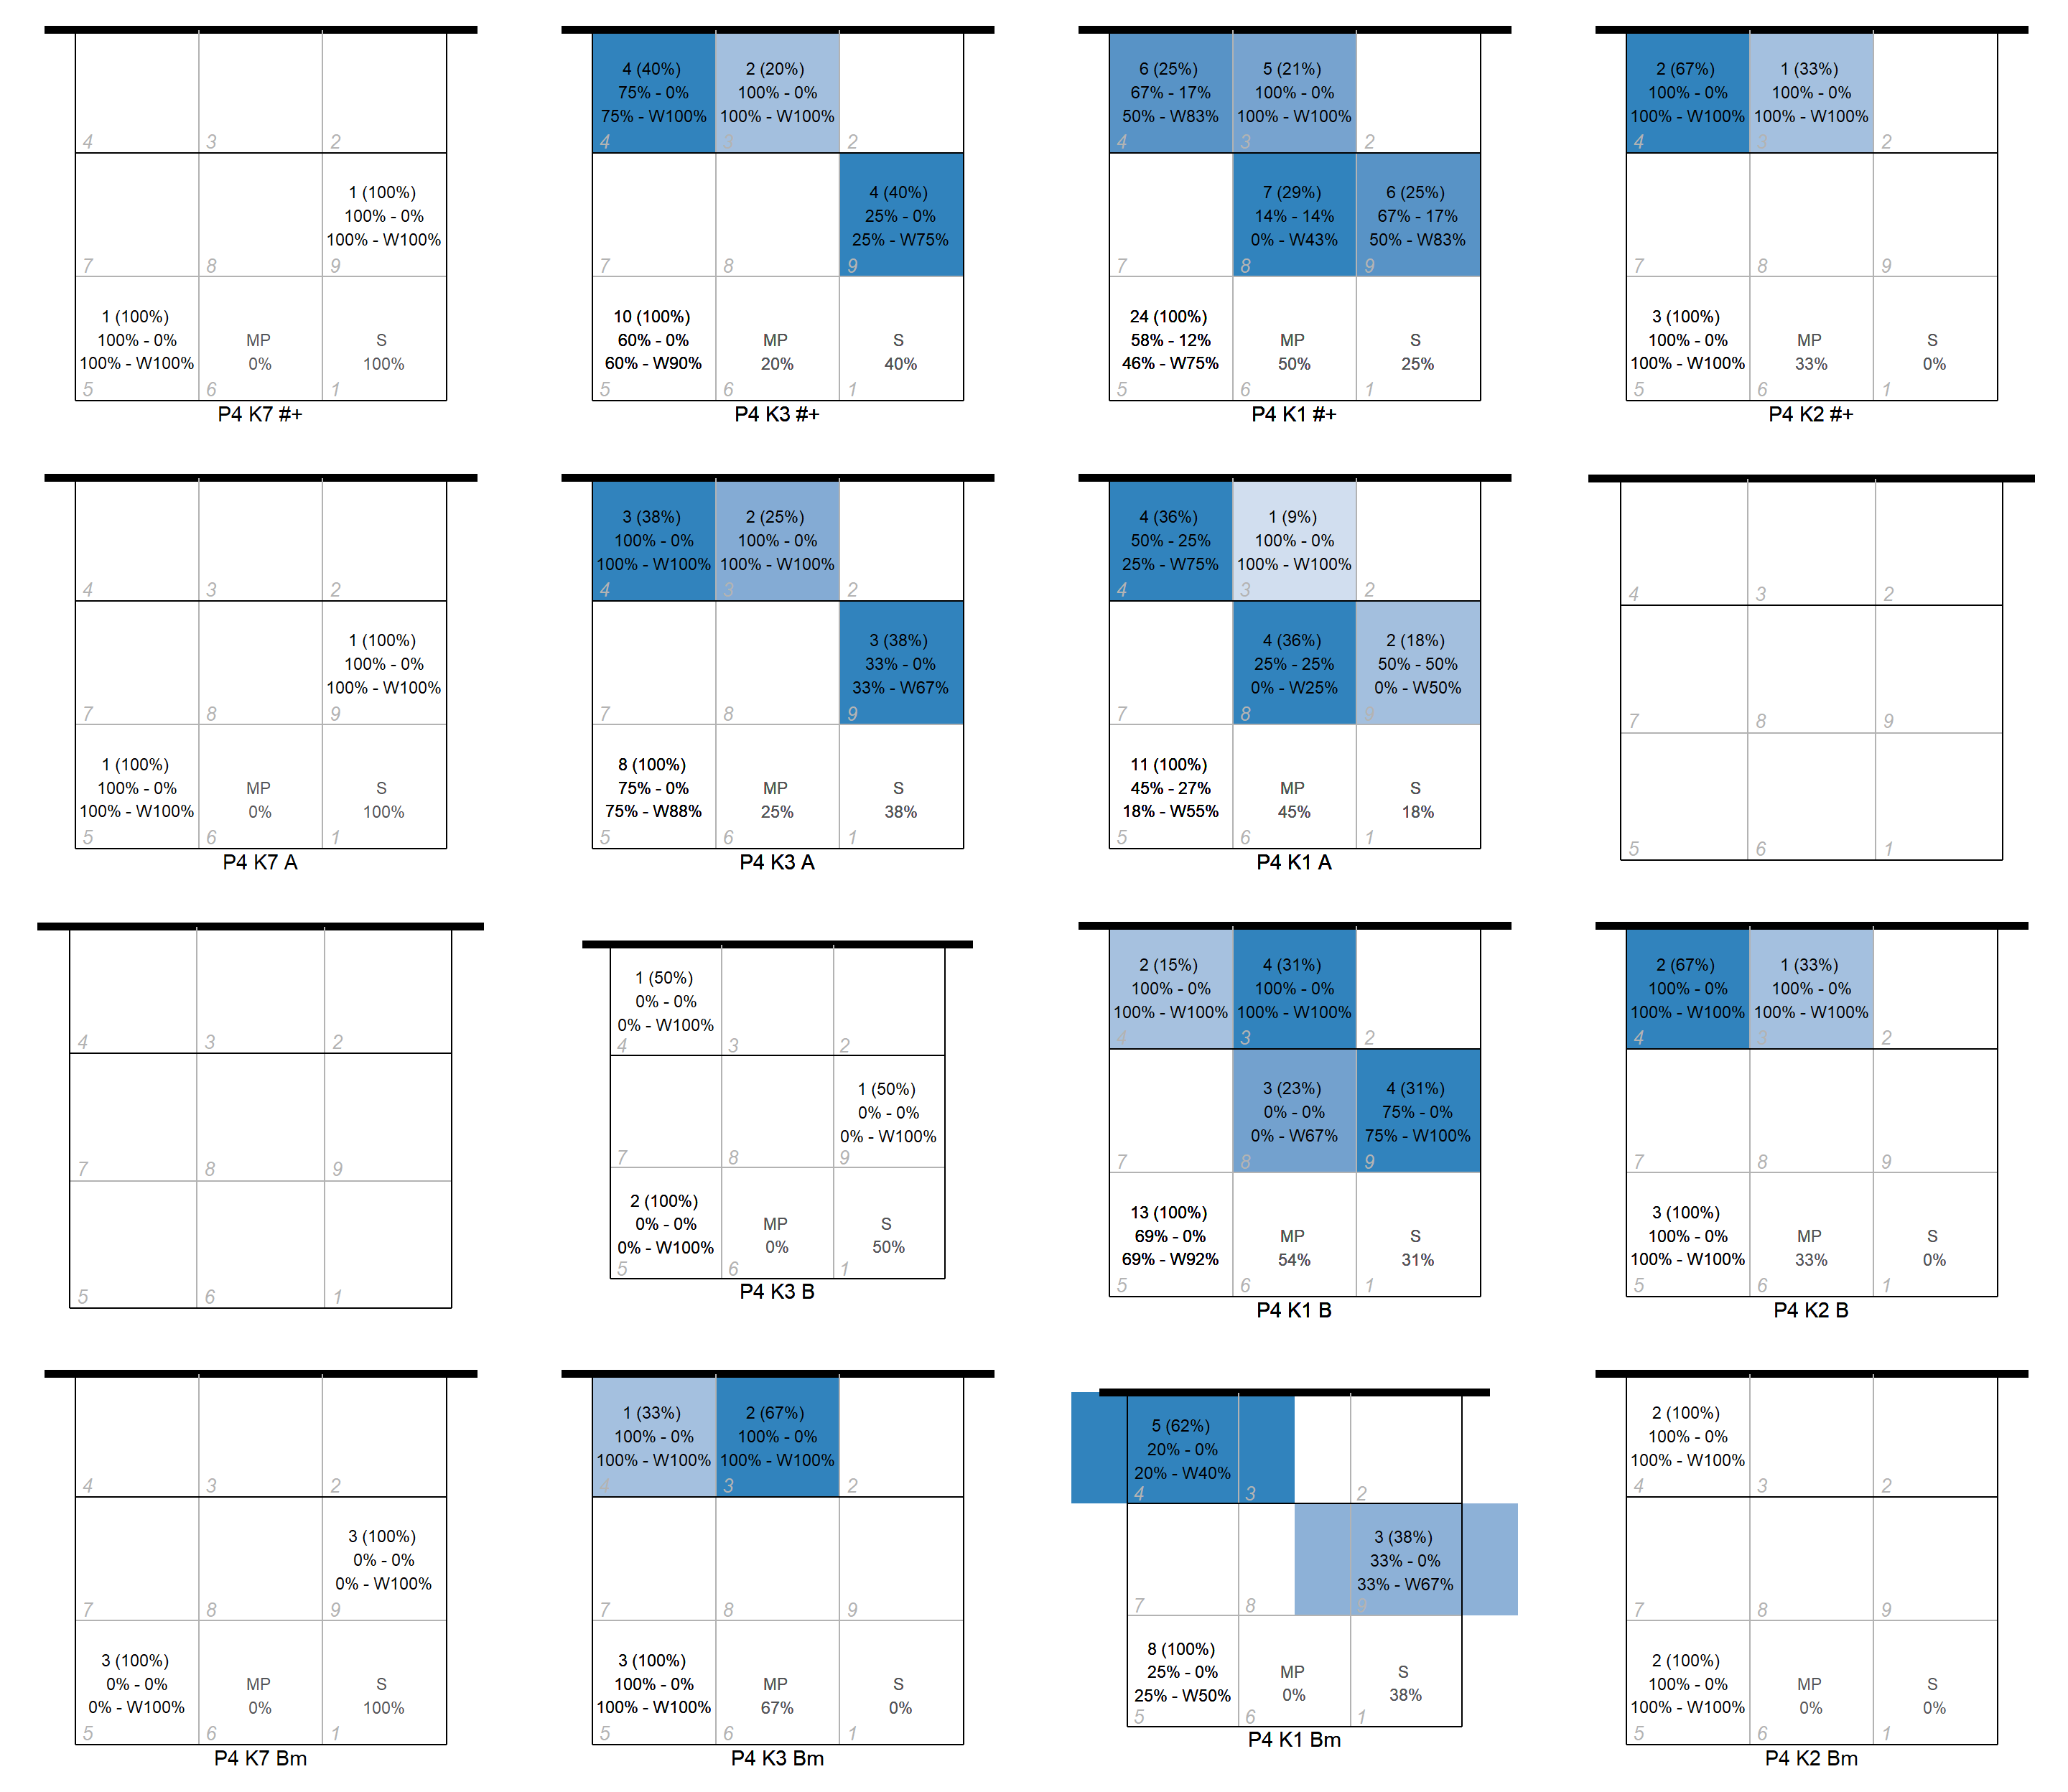 4 3 2
1 (100%)
100% - 0%
100% - W100%
7 8 9
1 (100%)
100% - 0%
100% - W100%
MP
0%
S
100%
5 6 1
P4 K7 #+
4 (40%)
75% - 0%
75% - W100%
2 (20%)
100% - 0%
100% - W100%
4 3 2
4 (40%)
25% - 0%
25% - W75%
7 8 9
10 (100%)
60% - 0%
60% - W90%
MP
20%
S
40%
5 6 1
P4 K3 #+
6 (25%)
67% - 17%
50% - W83%
5 (21%)
100% - 0%
100% - W100%
4 3 2
7 (29%)
14% - 14%
0% - W43%
6 (25%)
67% - 17%
50% - W83%
7 8 9
24 (100%)
58% - 12%
46% - W75%
MP
50%
S
25%
5 6 1
P4 K1 #+
2 (67%)
100% - 0%
100% - W100%
1 (33%)
100% - 0%
100% - W100%
4 3 2
7 8 9
3 (100%)
100% - 0%
100% - W100%
MP
33%
S
0%
5 6 1
P4 K2 #+
4 3 2
1 (100%)
100% - 0%
100% - W100%
7 8 9
1 (100%)
100% - 0%
100% - W100%
MP
0%
S
100%
5 6 1
P4 K7 A
3 (38%)
100% - 0%
100% - W100%
2 (25%)
100% - 0%
100% - W100%
4 3 2
3 (38%)
33% - 0%
33% - W67%
7 8 9
8 (100%)
75% - 0%
75% - W88%
MP
25%
S
38%
5 6 1
P4 K3 A
4 (36%)
50% - 25%
25% - W75%
1 (9%)
100% - 0%
100% - W100%
4 3 2
4 (36%)
25% - 25%
0% - W25%
2 (18%)
50% - 50%
0% - W50%
7 8 9
11 (100%)
45% - 27%
18% - W55%
MP
45%
S
18%
5 6 1
P4 K1 A
4 3 2
7 8 9
5 6 1
4 3 2
7 8 9
5 6 1
1 (50%)
0% - 0%
0% - W100%
4 3 2
1 (50%)
0% - 0%
0% - W100%
7 8 9
2 (100%)
0% - 0%
0% - W100%
MP
0%
S
50%
5 6 1
P4 K3 B
2 (15%)
100% - 0%
100% - W100%
4 (31%)
100% - 0%
100% - W100%
4 3 2
3 (23%)
0% - 0%
0% - W67%
4 (31%)
75% - 0%
75% - W100%
7 8 9
13 (100%)
69% - 0%
69% - W92%
MP
54%
S
31%
5 6 1
P4 K1 B
2 (67%)
100% - 0%
100% - W100%
1 (33%)
100% - 0%
100% - W100%
4 3 2
7 8 9
3 (100%)
100% - 0%
100% - W100%
MP
33%
S
0%
5 6 1
P4 K2 B
4 3 2
3 (100%)
0% - 0%
0% - W100%
7 8 9
3 (100%)
0% - 0%
0% - W100%
MP
0%
S
100%
5 6 1
P4 K7 Bm
1 (33%)
100% - 0%
100% - W100%
2 (67%)
100% - 0%
100% - W100%
4 3 2
7 8 9
3 (100%)
100% - 0%
100% - W100%
MP
67%
S
0%
5 6 1
P4 K3 Bm
5 (62%)
20% - 0%
20% - W40%
4 3 2
3 (38%)
33% - 0%
33% - W67%
7 8 9
8 (100%)
25% - 0%
25% - W50%
MP
0%
S
38%
5 6 1
P4 K1 Bm
2 (100%)
100% - 0%
100% - W100%
4 3 2
7 8 9
2 (100%)
100% - 0%
100% - W100%
MP
0%
S
0%
5 6 1
P4 K2 Bm